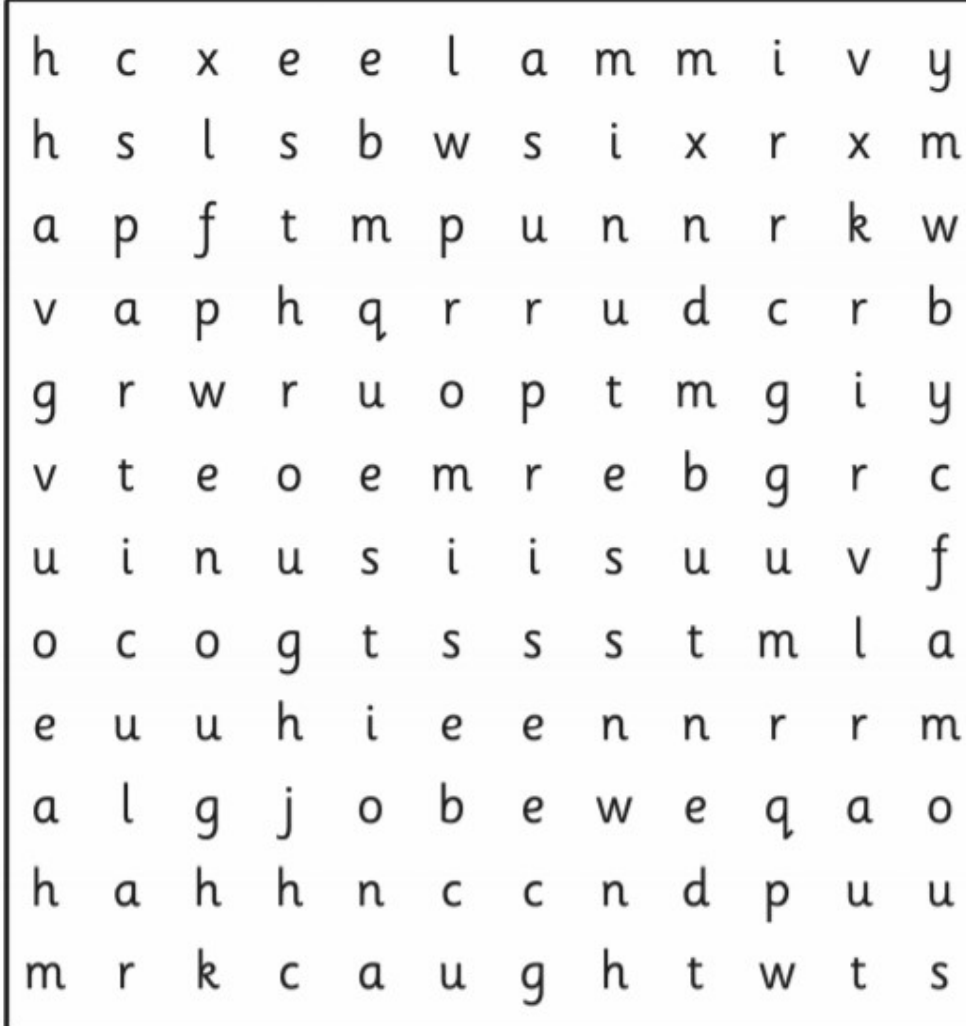 h c x e e l a m m i v y
h s l s b w s i x r x m
a p f t m p u n n r k w
v a p h q r r u d c r b
g r w r u o p t m g i y
v t e o e m r e b g r c
u i n u s i i s u u v f
o c o g t s s s t m l a
e u u h i e e n n r r m
a l g j o b e w e q a o
h a h h n c c n d p u u
m r k c a u g h t w t s